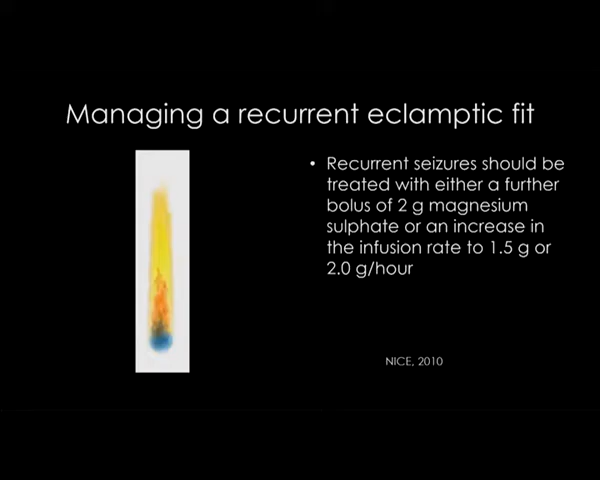 Managing a recurrent eclamptic fit
• Recurrent seizures should be
treated with either a further
bolus of 2 g magnesium
sulphate or an increase in
the infusion rate to 1.5 g or
2.0 g/hour
NICE, 2010